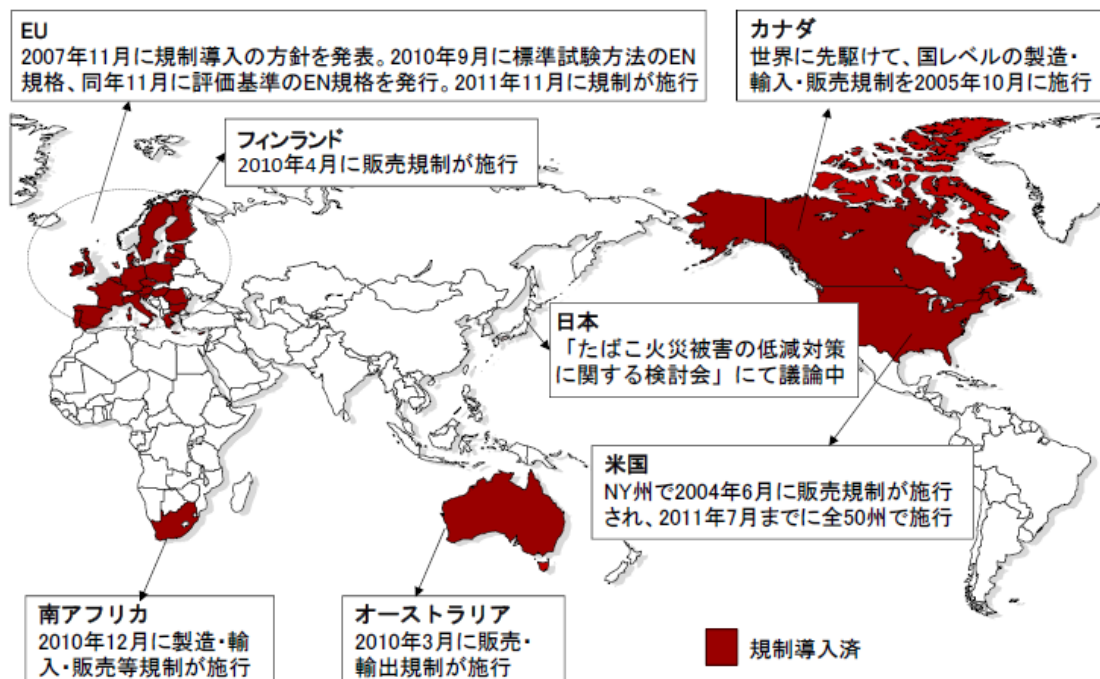 EU
2007年11月に規制導入の方針を発表。2010年9月に標準試験方法のEN
規格、同年11月に評価基準のEN規格を発行。2011年11月に規制が施行
カナダ
世界に先駆けて、国レベルの製造・
輸入・販売規制を2005年10月に施行
フィンランド
2010年4月に販売規制が施行
日本
「たばこ火災被害の低減対策
に関する検討会」にて議論中
米国
NY州で2004年6月に販売規制が施行
され、2011年7月までに全50州で施行
南アフリカ
2010年12月に製造・輸
入・販売等規制が施行
オーストラリア
2010年3月に販売・
輸出規制が施行
規制導入済